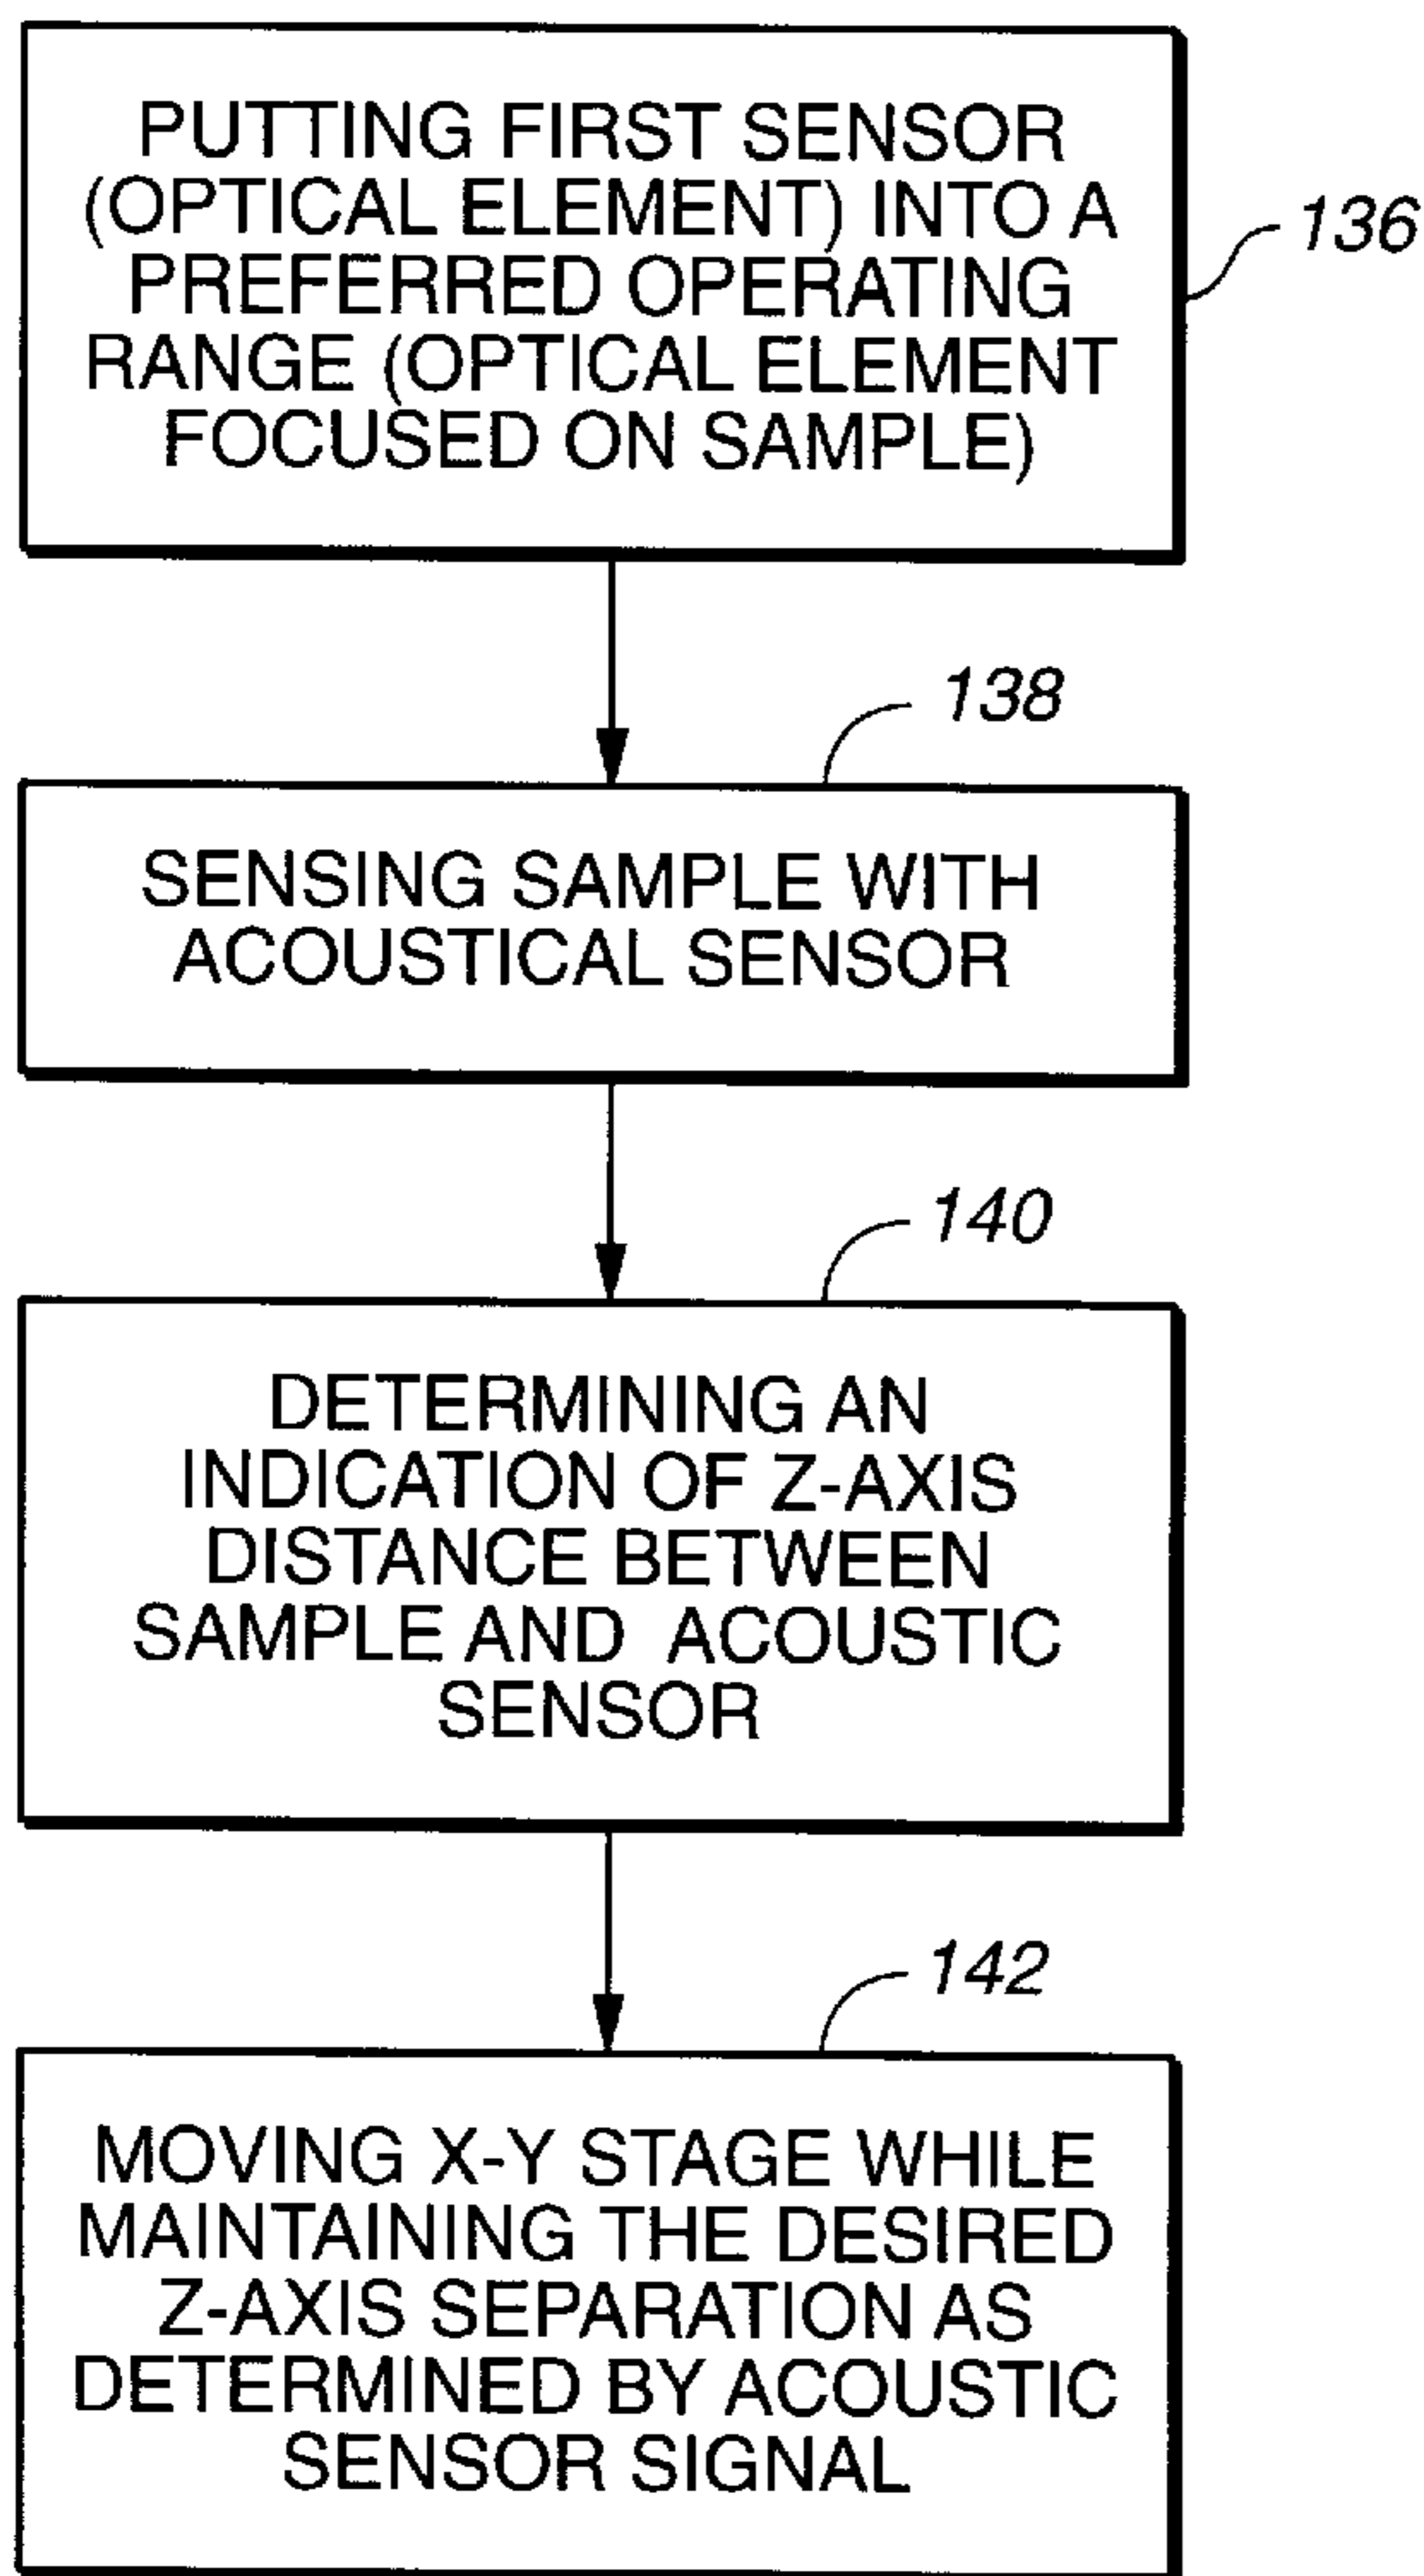 PUTTING FIRST SENSOR
(OPTICAL ELEMENT) INTO A
PREFERRED OPERATING
RANGE (OPTICAL ELEMENT
FOCUSED ON SAMPLE)
136
138
SENSING SAMPLE WITH
ACOUSTICAL SENSOR
140
DETERMINING AN
INDICATION OF Z-AXIS
DISTANCE BETWEEN
SAMPLE AND ACOUSTIC
SENSOR
142
MOVING X-Y STAGE WHILE
MAINTAINING THE DESIRED
Z-AXIS SEPARATION AS
DETERMINED BY ACOUSTIC
SENSOR SIGNAL